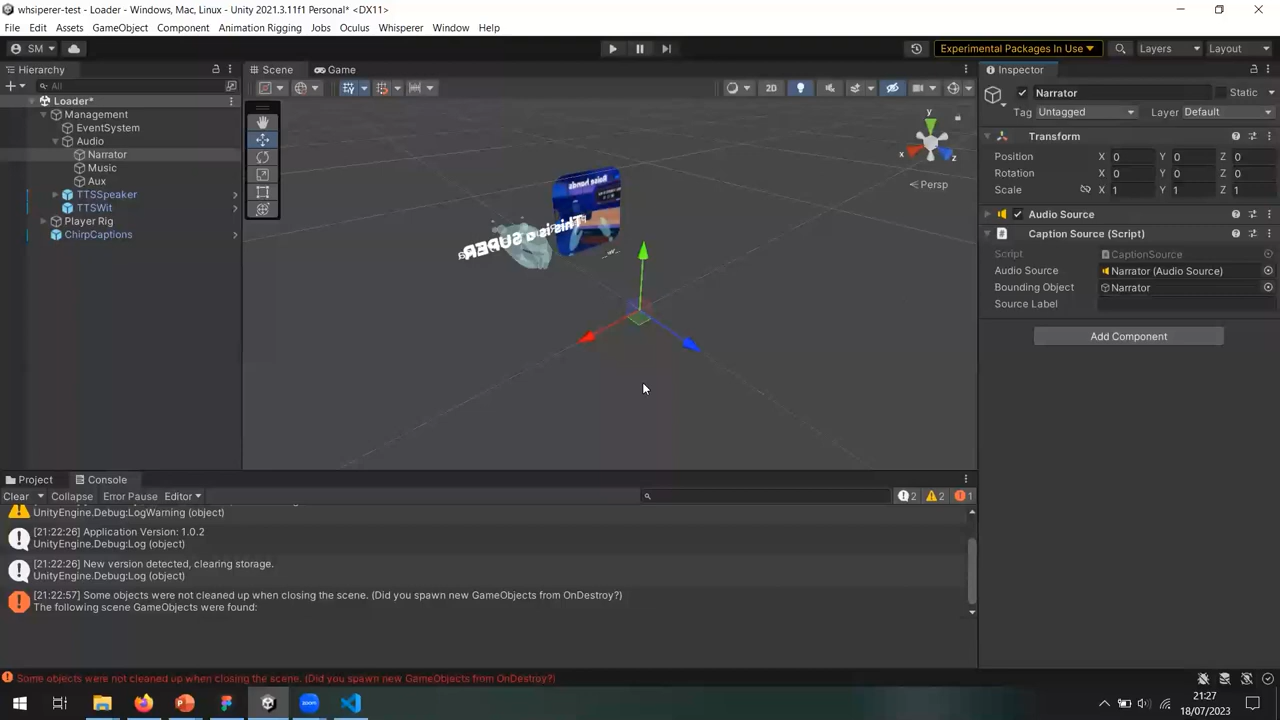 whsiperer-test - Loader - Windows, Mac, Linux - Unity 2021.3.11f1 Personal* <DX11>
File Edit Assets GameObject Component Animation Rigging Jobs Oculus Whisperer Window Help
SM Experimental Packages In Use Layers Layout
Hierarchy
All
Loader*
Management
EventSystem
Audio
Narrator
Music
Aux
TTSSpeaker
TTSWit
Player Rig
ChirpCaptions
Scene Game
2D
y
x
z
Persp
Raise hands
This is a SUPER
Inspector
Narrator Static
Tag Untagged Layer Default
Transform
Position X 0 Y 0 Z 0
Rotation X 0 Y 0 Z 0
Scale X 1 Y 1 Z 1
Audio Source
Caption Source (Script)
Script CaptionSource
Audio Source Narrator (Audio Source)
Bounding Object Narrator
Source Label
Add Component
Project Console
Clear Collapse Error Pause Editor 2 2 1
UnityEngine.Debug:LogWarning (object)
[21:22:26] Application Version: 1.0.2
UnityEngine.Debug:Log (object)
[21:22:26] New version detected, clearing storage.
UnityEngine.Debug:Log (object)
[21:22:57] Some objects were not cleaned up when closing the scene. (Did you spawn new GameObjects from OnDestroy?)
The following scene GameObjects were found:
Some objects were not cleaned up when closing the scene. (Did you spawn new GameObjects from OnDestroy?)
zoom
21:27
18/07/2023